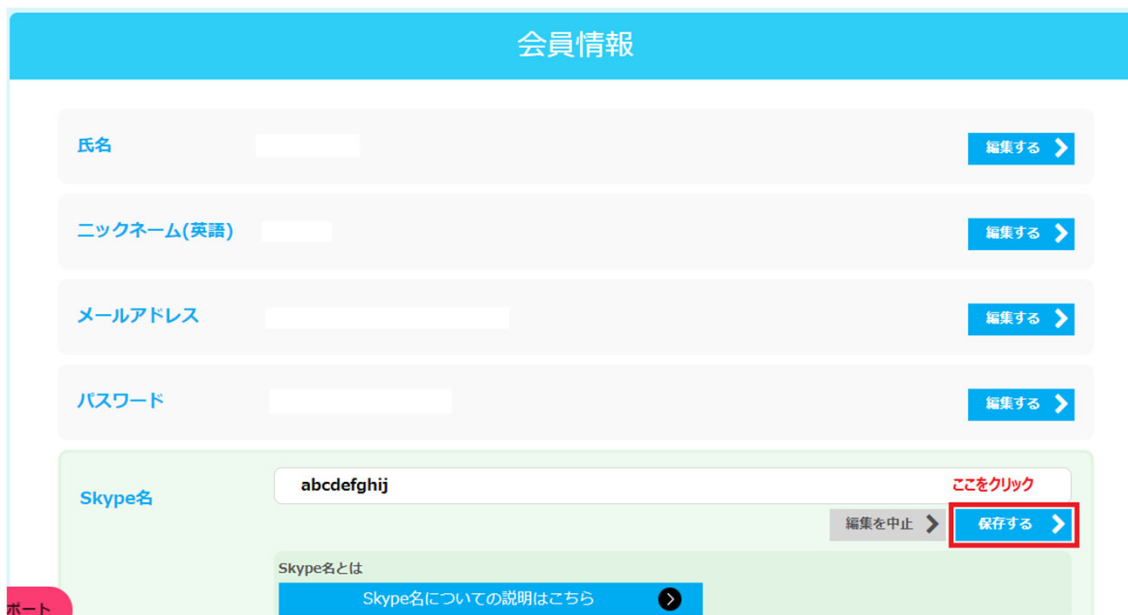 会員情報
氏名
編集する
ニックネーム(英語)
編集する
メールアドレス
編集する
パスワード
編集する
Skype名
abcdefghij
ここをクリック
編集を中止
保存する
Skype名とは
Skype名についての説明はこちら
ポート